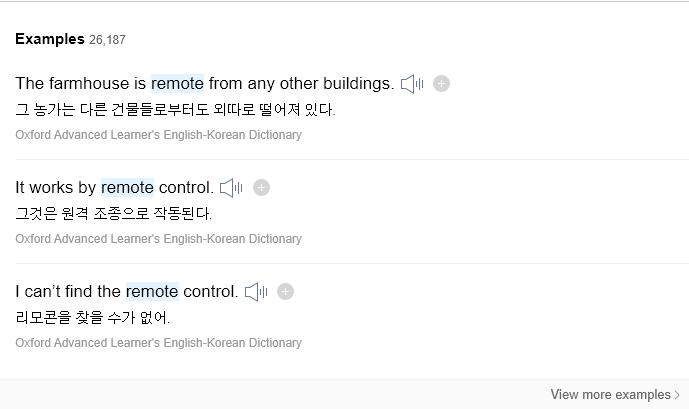 Examples 26,187
The farmhouse is remote from any other buildings.
그 농가는 다른 건물들로부터도 외따로 떨어져 있다.
Oxford Advanced Learner's English-Korean Dictionary
It works by remote control.
그것은 원격 조종으로 작동된다.
Oxford Advanced Learner's English-Korean Dictionary
I can’t find the remote control.
리모콘을 찾을 수가 없어.
Oxford Advanced Learner's English-Korean Dictionary
View more examples